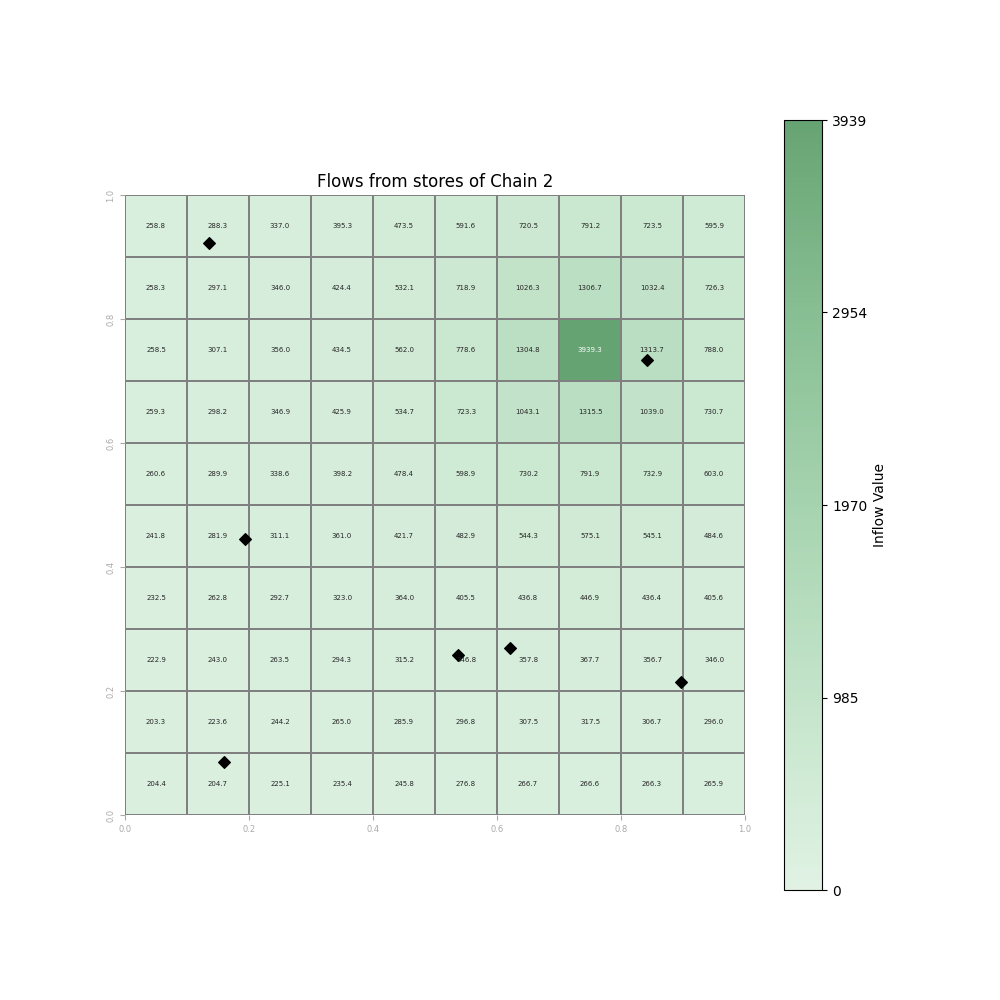 Flows from stores of Chain 2
1.0
258.8 288.3 337.0 395.3 473.5 591.6 720.5 791.2 723.5 595.9
258.3 297.1 346.0 424.4 532.1 718.9 1026.3 1306.7 1032.4 726.3
0.8
258.5 307.1 356.0 434.5 562.0 778.6 1304.8 3939.3 1313.7 788.0
259.3 298.2 346.9 425.9 534.7 723.3 1043.1 1315.5 1039.0 730.7
0.6
260.6 289.9 338.6 398.2 478.4 598.9 730.2 791.9 732.9 603.0
241.8 281.9 311.1 361.0 421.7 482.9 544.3 575.1 545.1 484.6
0.4
232.5 262.8 292.7 323.0 364.0 405.5 436.8 446.9 436.4 405.6
222.9 243.0 263.5 294.3 315.2 357.8 367.7 356.7 346.0
0.2
203.3 223.6 244.2 265.0 285.9 296.8 307.5 317.5 306.7 296.0
204.4 204.7 225.1 235.4 245.8 276.8 266.7 266.6 266.3 265.9
0.0
0.0 0.2 0.4 0.6 0.8 1.0
3939
2954
1970
985
0
Inflow Value